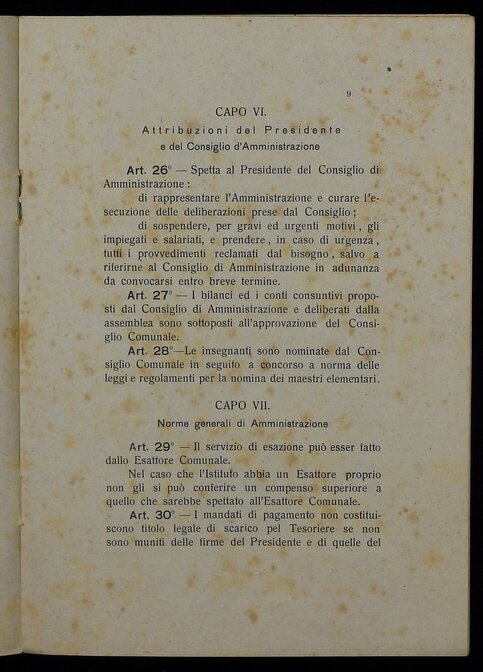 9
CAPO VI.
Attribuzioni del Presidente
e del Consiglio d'Amministrazione
Art. 26° — Spetta al Presidente del Consiglio di
Amministrazione :
di rappresentare l'Amministrazione e curare l'e-
secuzione delle deliberazioni prese dal Consiglio ;
di sospendere, per gravi ed urgenti motivi , gli
impiegati e salariati, e prendere , in caso di urgenza ,
tutti i provvedimenti reclamati dal bisogno , salvo a
riferirne al Consiglio di Amministrazione in adunanza
da convocarsi entro breve termine.
Art. 27° — I bilanci ed i conti consuntivi propo-
sti dal Consiglio di Amministrazione e deliberati dalla
assemblea sono sottoposti all'approvazione del Consi-
glio Comunale.
Art. 28°—Le insegnanti sono nominate dal Con-
siglio Comunale in seguito a concorso a norma delle
leggi e regolamenti per la nomina dei maestri elementari.
CAPO VII.
Norme generali di Amministrazione
Art. 29° — Il servizio di esazione può esser fatto
dallo Esattore Comunale.
Nel caso che l'Istituto abbia un Esattore proprio
non gli si può conferire un compenso superiore a
quello che sarebbe spettato all'Esattore Comunale.
Art. 30° — I mandati di pagamento non costitui-
scono titolo legale di scarico pel Tesoriere se non
sono muniti delle firme del Presidente e di quelle del